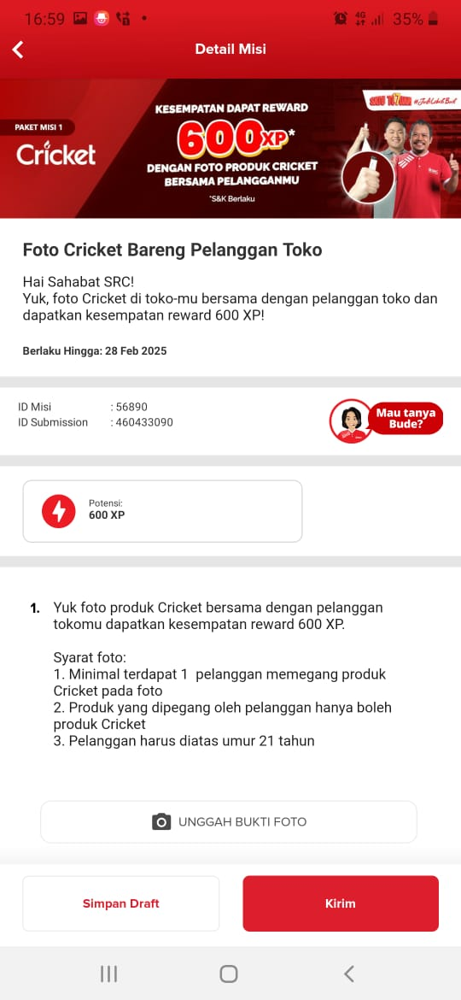 16:59
4G
35%
Detail Misi
PAKET MISI 1
Cricket
KESEMPATAN DAPAT REWARD
600XP*
DENGAN FOTO PRODUK CRICKET
BERSAMA PELANGGANMU
*S&K Berlaku
Foto Cricket Bareng Pelanggan Toko
Hai Sahabat SRC!
Yuk, foto Cricket di toko-mu bersama dengan pelanggan toko dan
dapatkan kesempatan reward 600 XP!
Berlaku Hingga: 28 Feb 2025
ID Misi : 56890
ID Submission : 460433090
Mau tanya
Bude?
Potensi:
600 XP
1. Yuk foto produk Cricket bersama dengan pelanggan
tokomu dapatkan kesempatan reward 600 XP.
Syarat foto:
1. Minimal terdapat 1 pelanggan memegang produk
Cricket pada foto
2. Produk yang dipegang oleh pelanggan hanya boleh
produk Cricket
3. Pelanggan harus diatas umur 21 tahun
UNGGAH BUKTI FOTO
Simpan Draft
Kirim